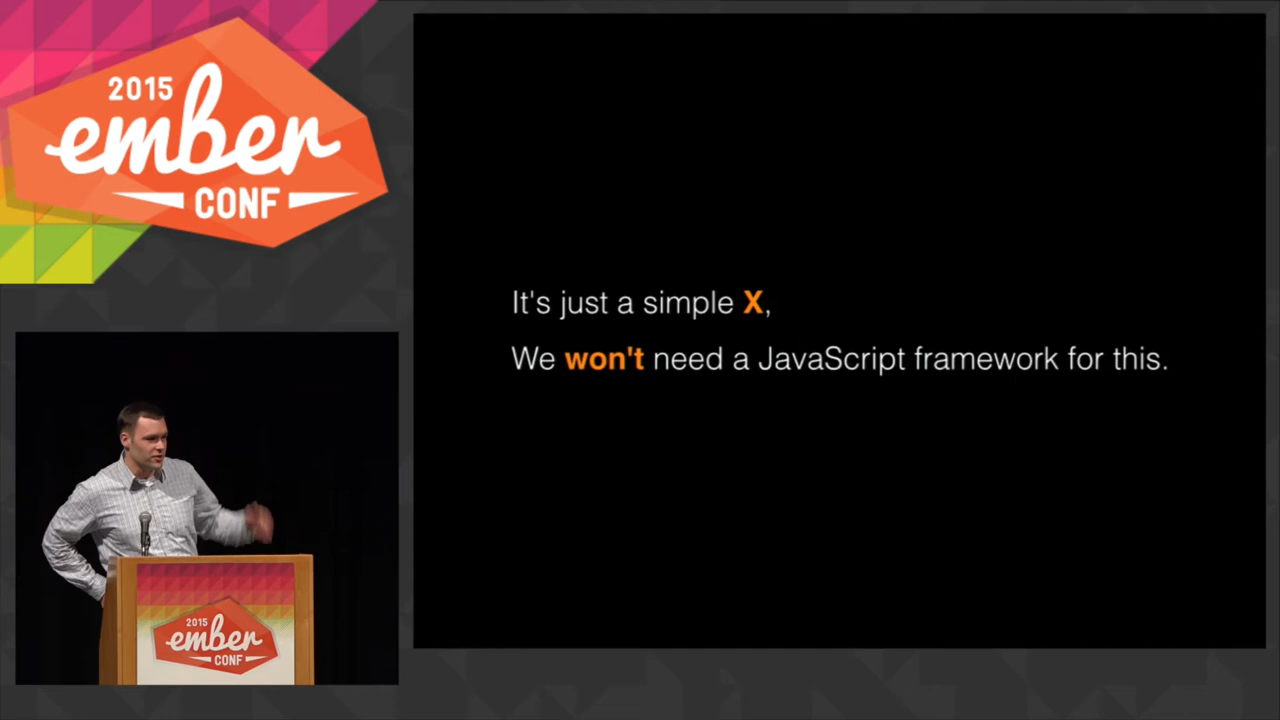 2015
ember
CONF
It's just a simple X,
We won't need a JavaScript framework for this.
2015
ember
CONF